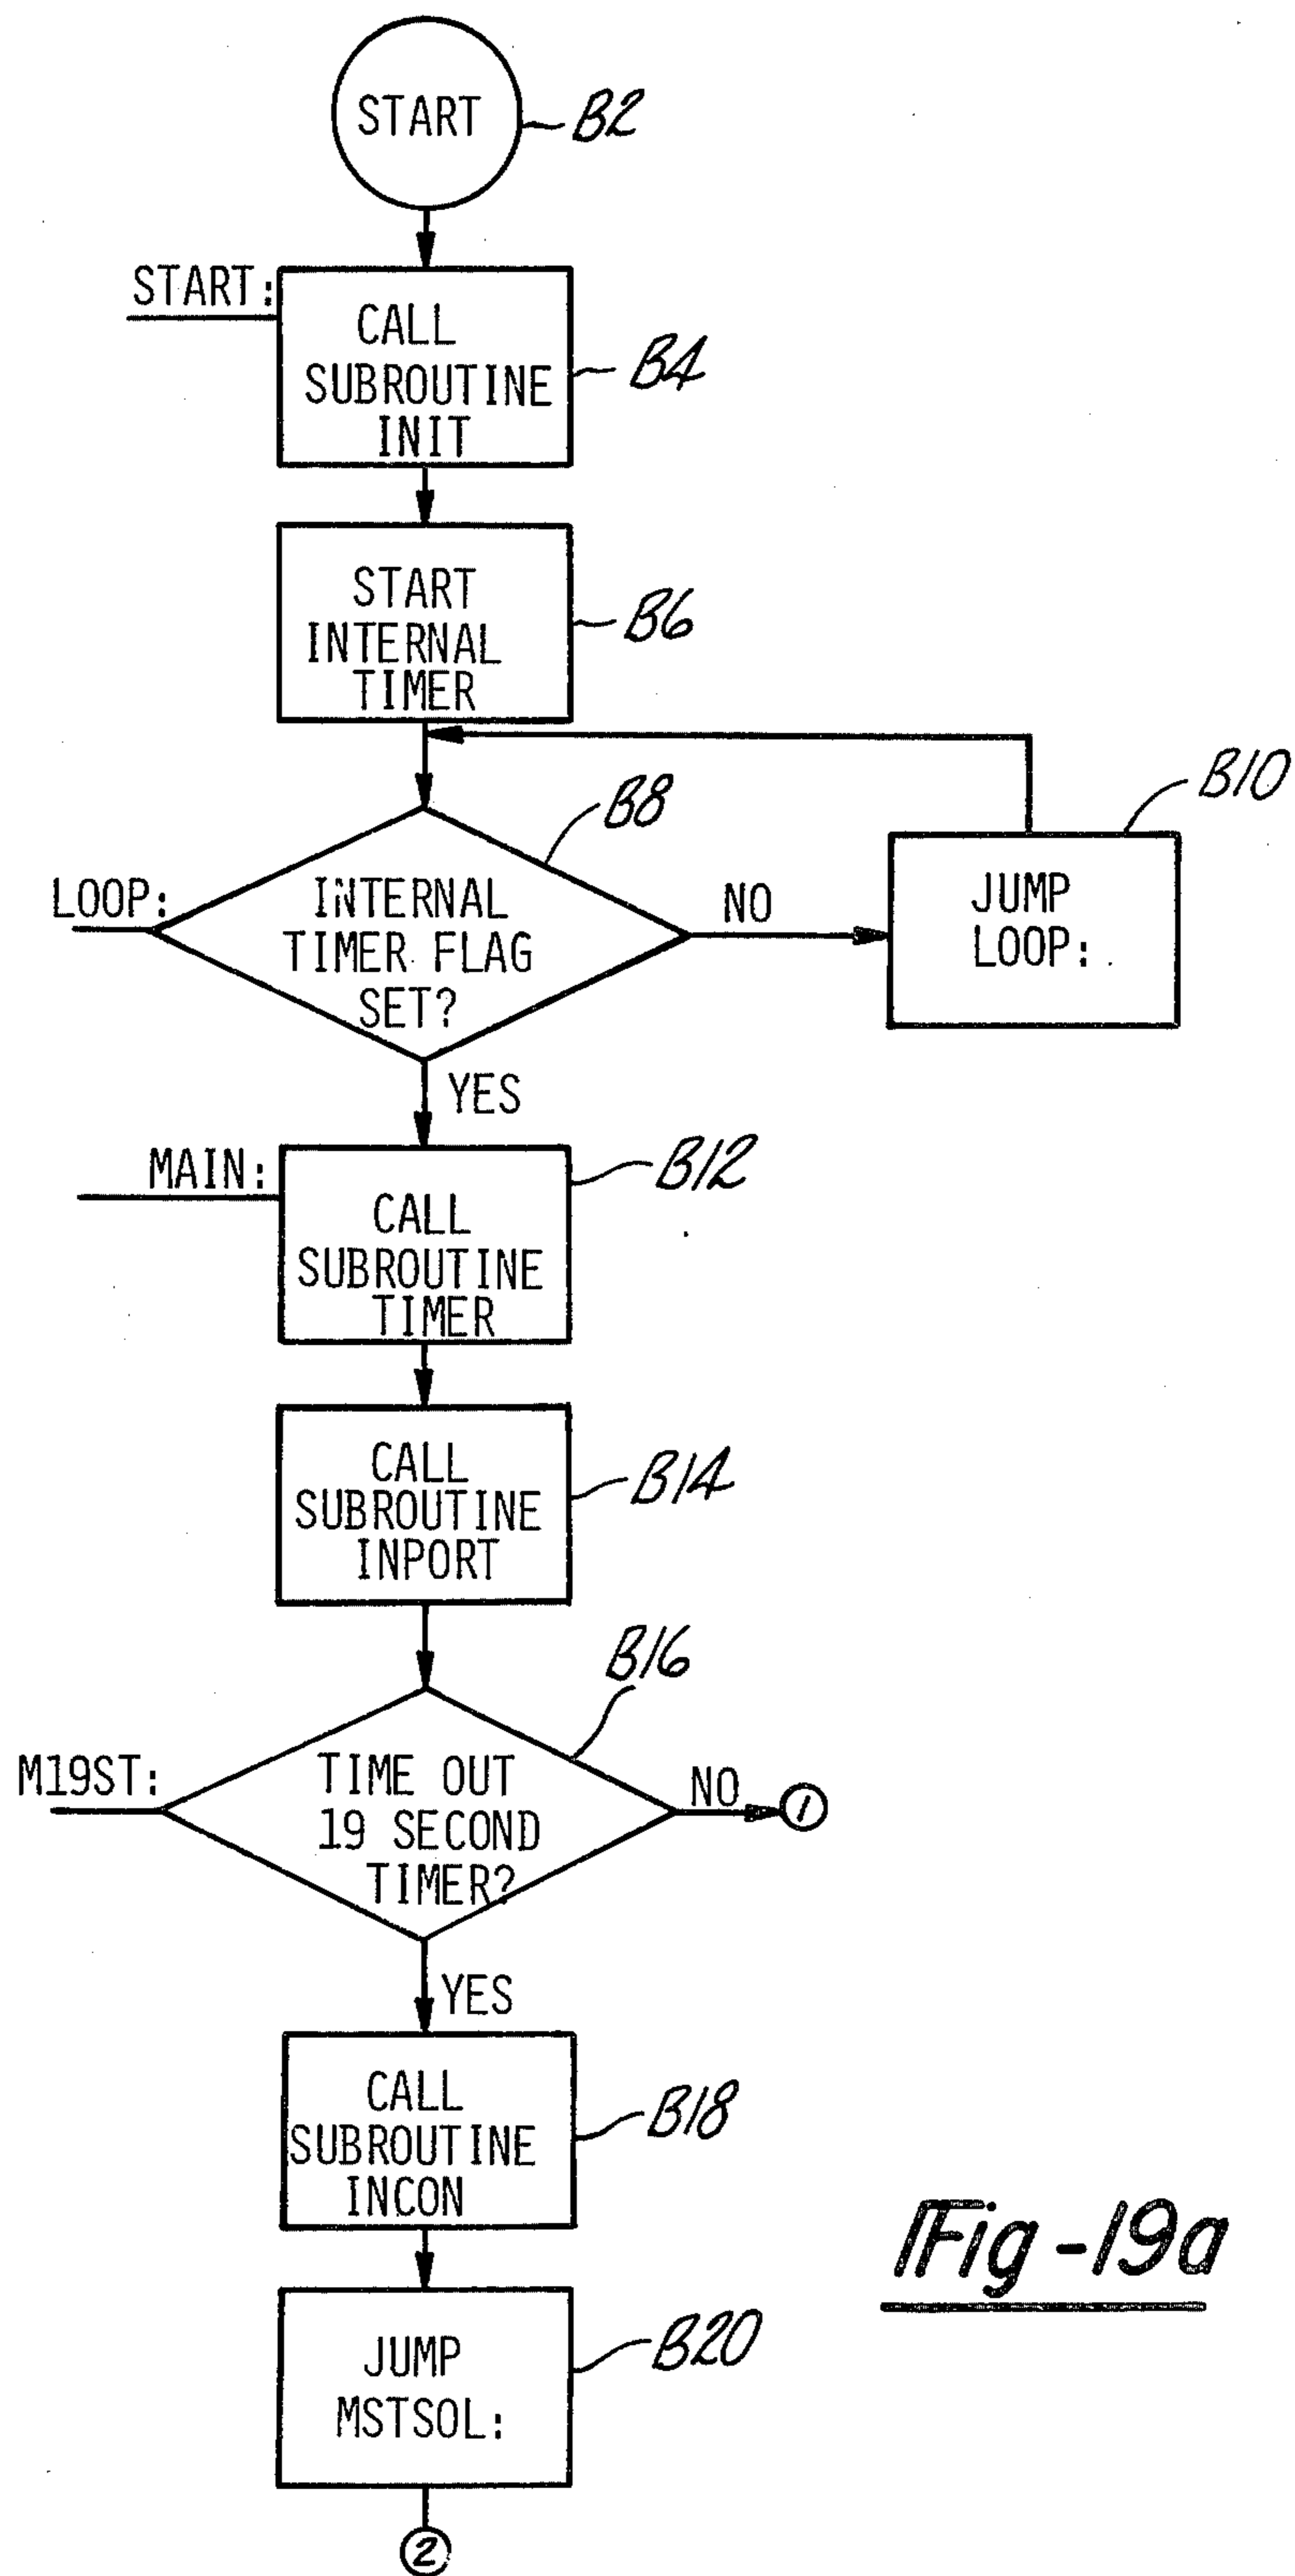 START
B2
START:
CALL
SUBROUTINE
INIT
B4
START
INTERNAL
TIMER
B6
B8
B10
LOOP:
INTERNAL
TIMER FLAG
SET?
NO
JUMP
LOOP:
YES
MAIN:
CALL
SUBROUTINE
TIMER
B12
CALL
SUBROUTINE
INPORT
B14
B16
M19ST:
TIME OUT
19 SECOND
TIMER?
NO
1
YES
CALL
SUBROUTINE
INCON
B18
Fig-19a
JUMP
MSTSOL:
B20
2